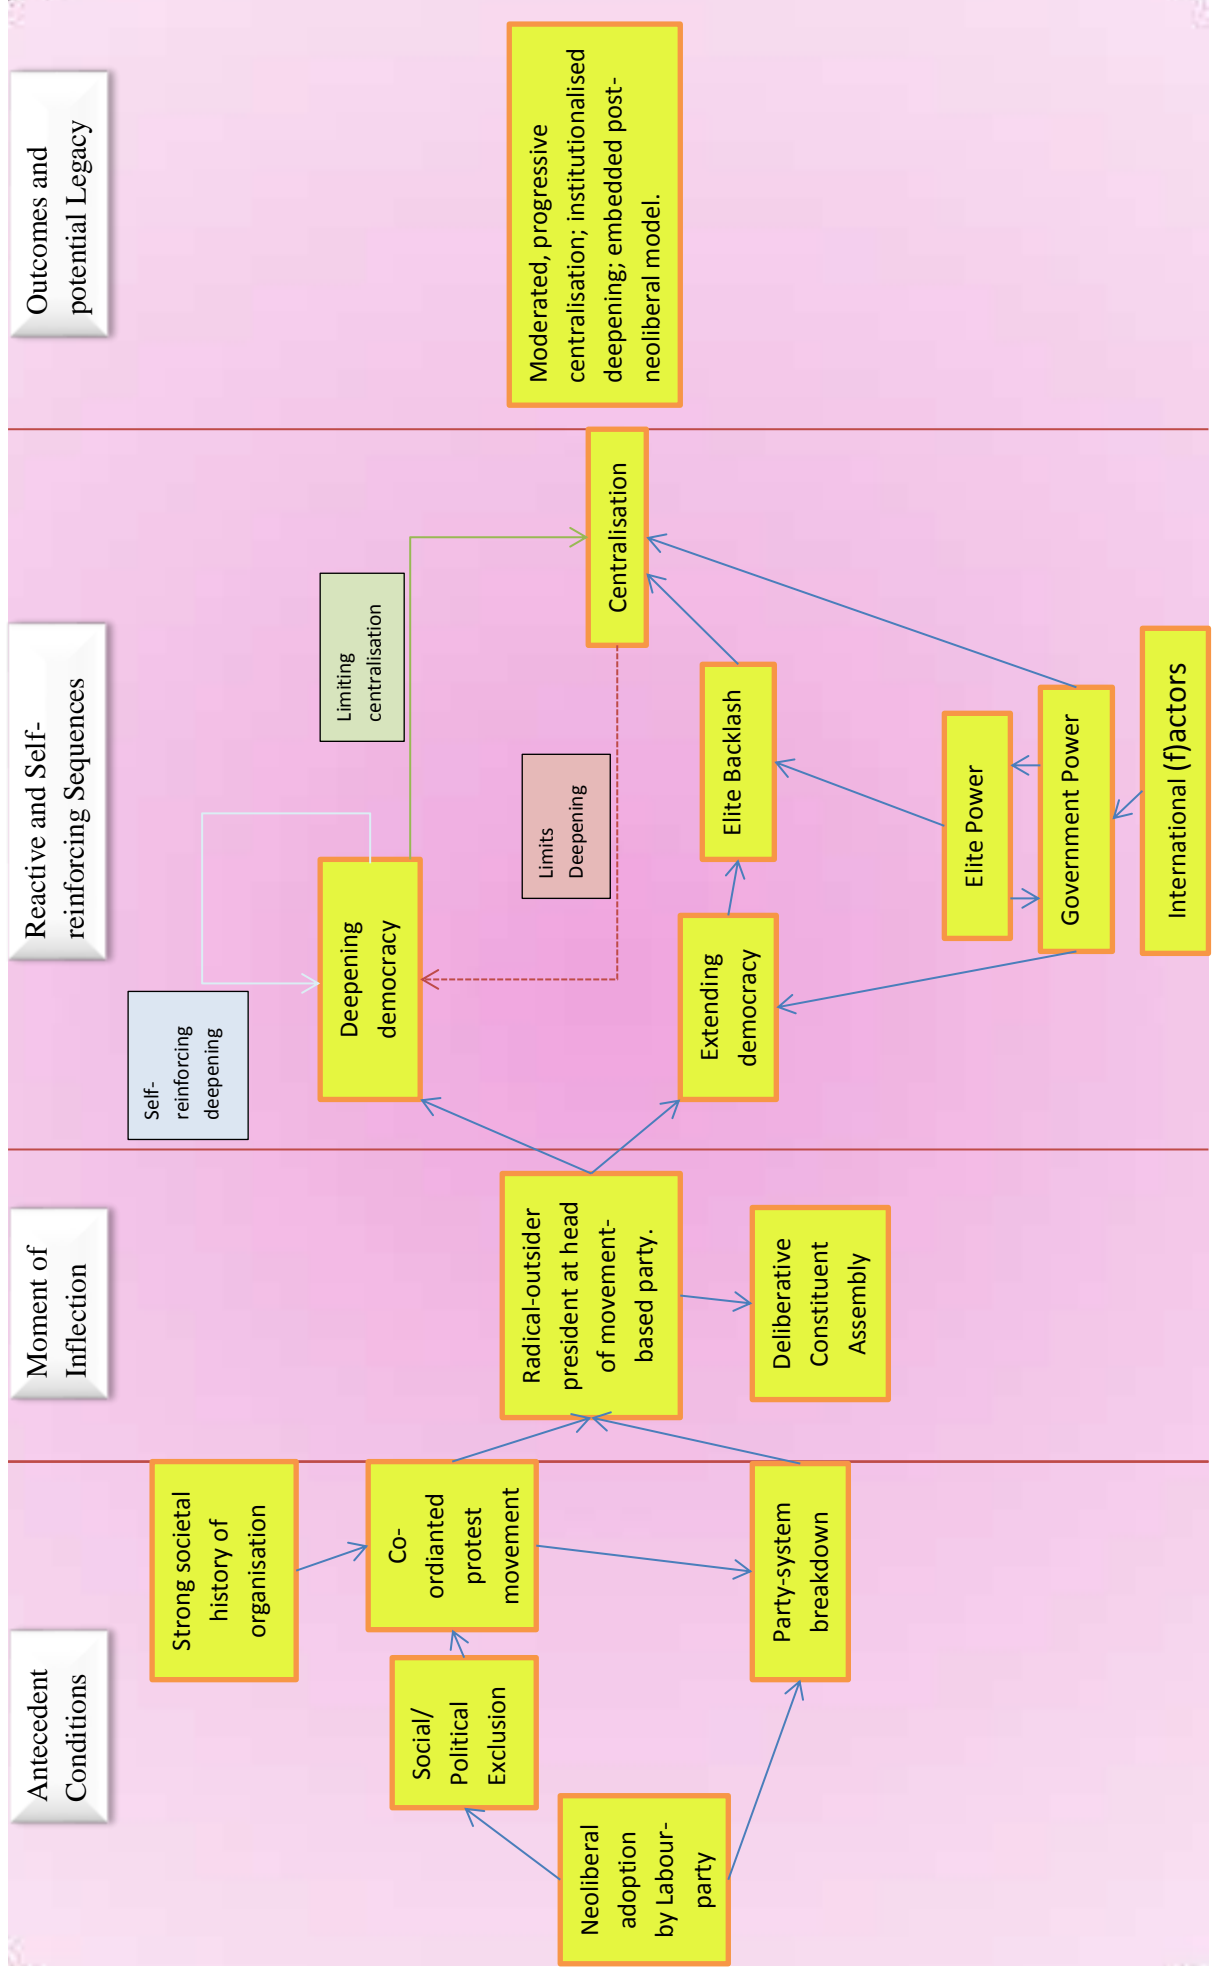 Antecedent
Conditions
Moment of
Inflection
Reactive and Self-
reinforcing Sequences
Outcomes and
potential Legacy
Strong societal
history of
organisation
Social/
Political
Exclusion
Co-
ordianted
protest
movement
Neoliberal
adoption
by Labour-
party
Party-system
breakdown
Radical-outsider
president at head
of movement-
based party.
Deliberative
Constituent
Assembly
Self-
reinforcing
deepening
Deepening
democracy
Limiting
centralisation
Limits
Deepening
Centralisation
Extending
democracy
Elite Backlash
Elite Power
Government Power
International (f)actors
Moderated, progressive
centralisation; institutionalised
deepening; embedded post-
neoliberal model.